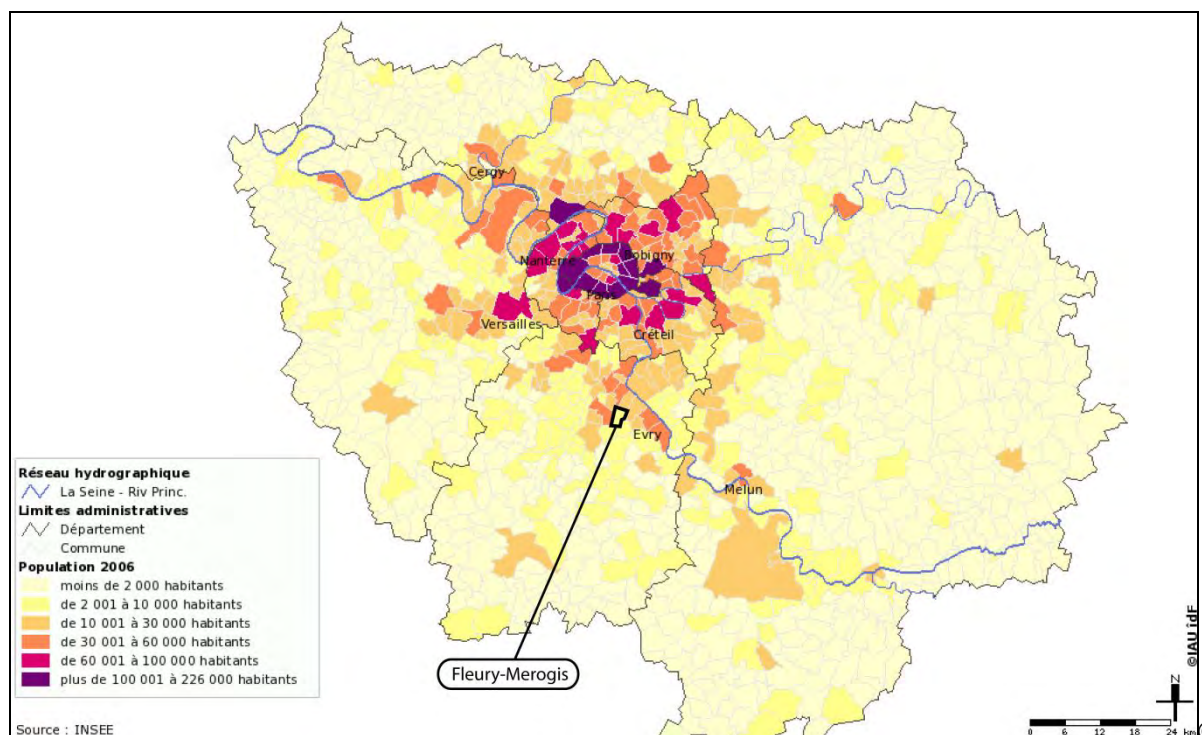 Cergy
Nanterre
Bobigny
Paris
Versailles
Créteil
Evry
Melun
Réseau hydrographique
La Seine - Riv Princ.
Limites administratives
Département
Commune
Population 2006
moins de 2 000 habitants
de 2 001 à 10 000 habitants
de 10 001 à 30 000 habitants
de 30 001 à 60 000 habitants
de 60 001 à 100 000 habitants
plus de 100 001 à 226 000 habitants
Fleury-Merogis
©IAU idF
N
0 6 12 18 24 km
Source : INSEE